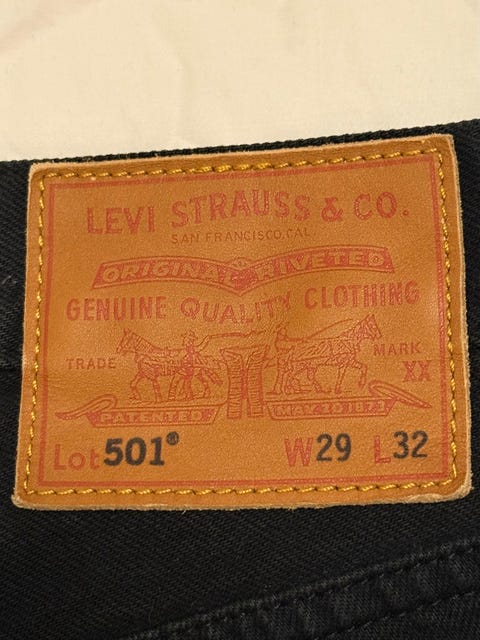 LEVI STRAUSS & CO.
SAN FRANCISCO, CAL.
ORIGINAL RIVETED
GENUINE QUALITY CLOTHING
TRADE MARK
XX
PATENTED MAY 20 1873
Lot 501® W29 L32